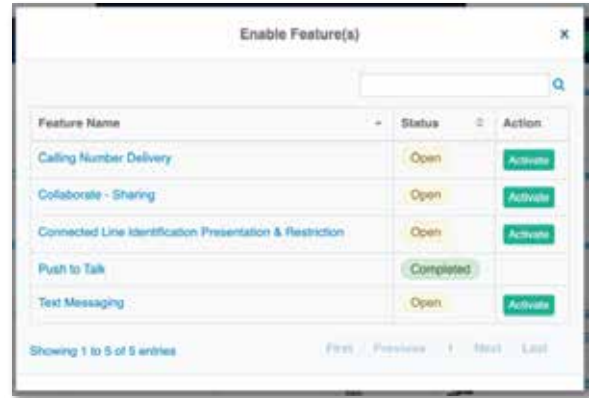 Enable Feature(s) x
Feature Name Status Action
Calling Number Delivery Open Activate
Collaborate - Sharing Open Activate
Connected Line Identification Presentation & Restriction Open Activate
Push to Talk Completed
Text Messaging Open Activate
Showing 1 to 5 of 5 entries First Previous 1 Next Last